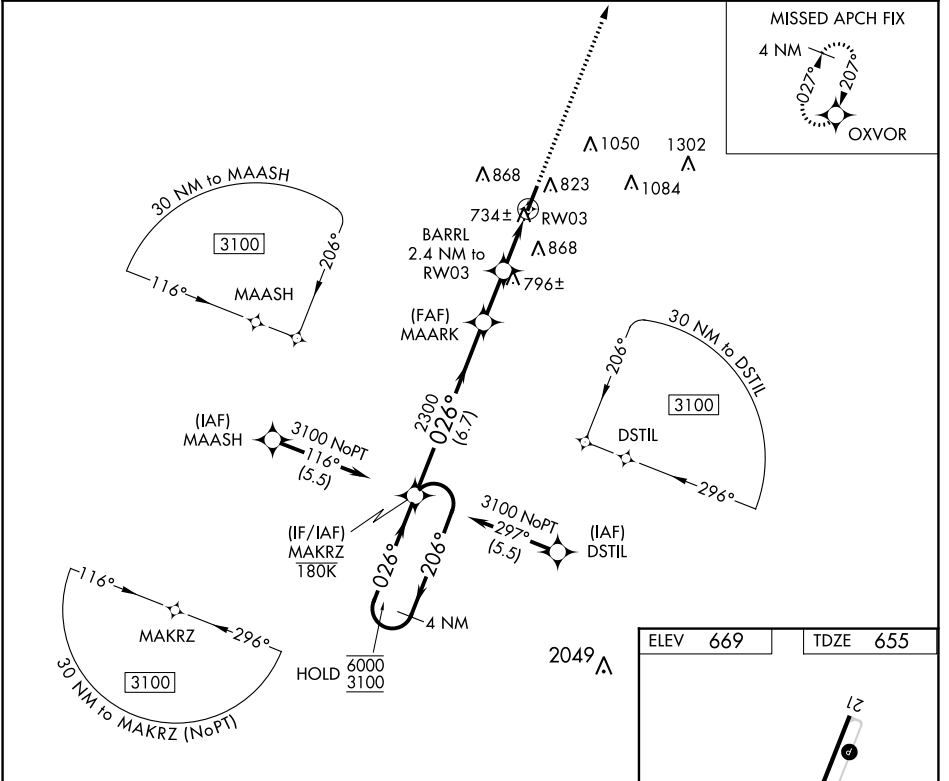 MISSED APCH FIX
4 NM
027°
207°
OXVOR
1050
1302
868
823
1084
734±
RW03
BARRL
2.4 NM to
RW03
868
796±
(FAF)
MAARK
30 NM to MAASH
3100
206°
116°
MAASH
30 NM to DSTIL
206°
3100
DSTIL
296°
(IAF)
MAASH
3100 NoPT
116°
(5.5)
2300
026°
(6.7)
3100 NoPT
297°
(5.5)
(IAF)
DSTIL
(IF/IAF)
MAKRZ
180K
026°
206°
4 NM
HOLD
6000
3100
116°
MAKRZ
296°
3100
30 NM to MAKRZ (NoPT)
2049
ELEV 669
TDZE 655
21
P